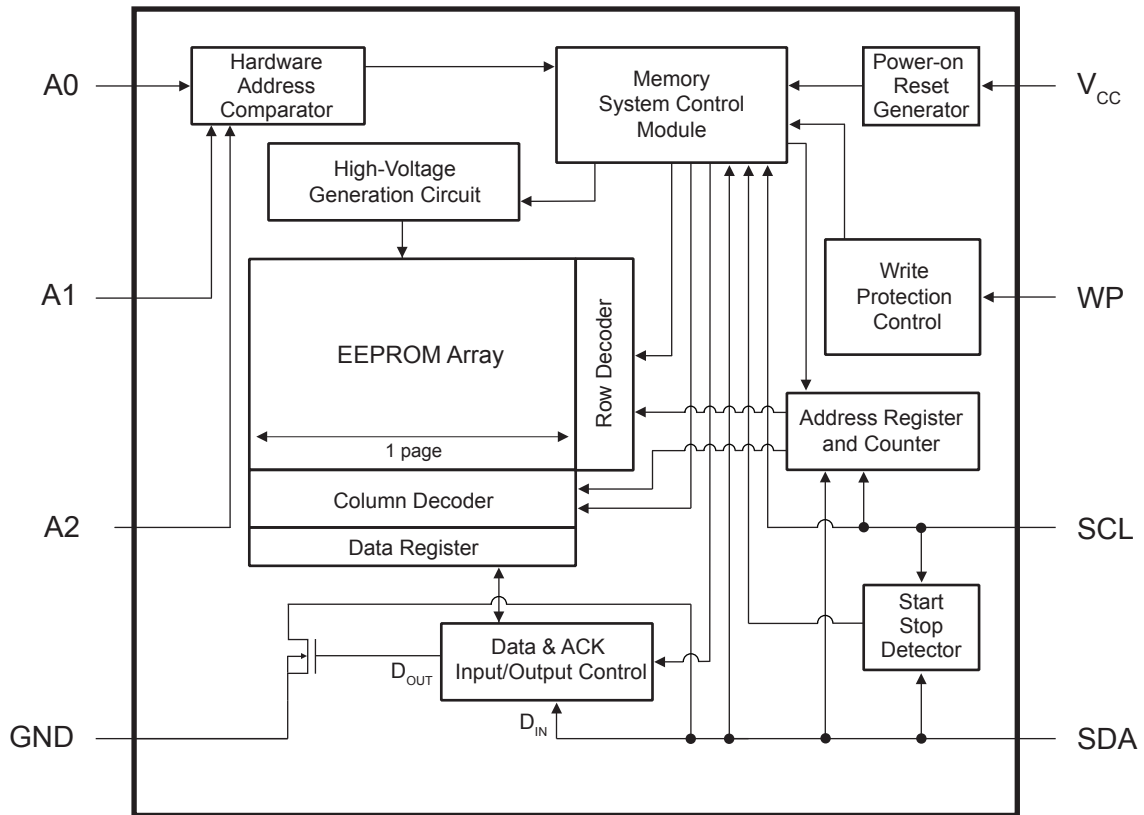 A0
Hardware
Address
Comparator
Memory
System Control
Module
Power-on
Reset
Generator
VCC
High-Voltage
Generation Circuit
A1
EEPROM Array
1 page
Row Decoder
Write
Protection
Control
WP
Address Register
and Counter
Column Decoder
Data Register
A2
SCL
Start
Stop
Detector
Data & ACK
Input/Output Control
DOUT
DIN
GND
SDA